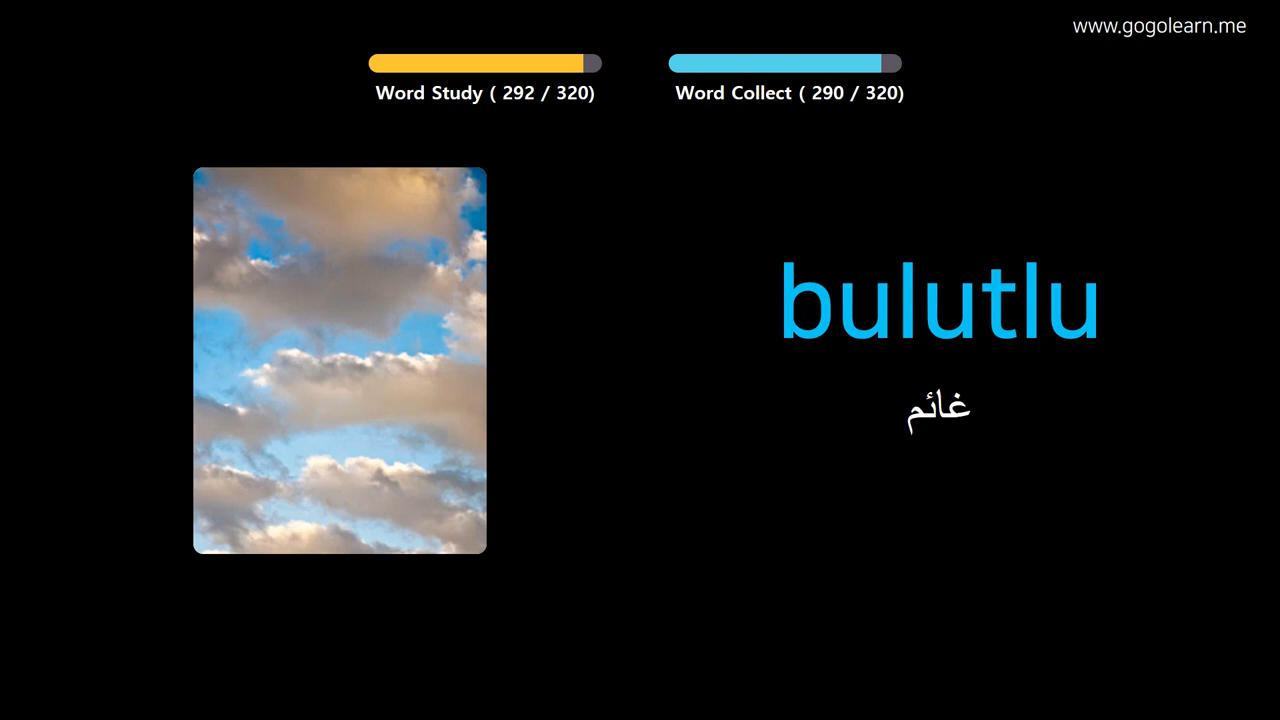 www.gogolearn.me
Word Study ( 292 / 320)
Word Collect ( 290 / 320)
bulutlu
غائم